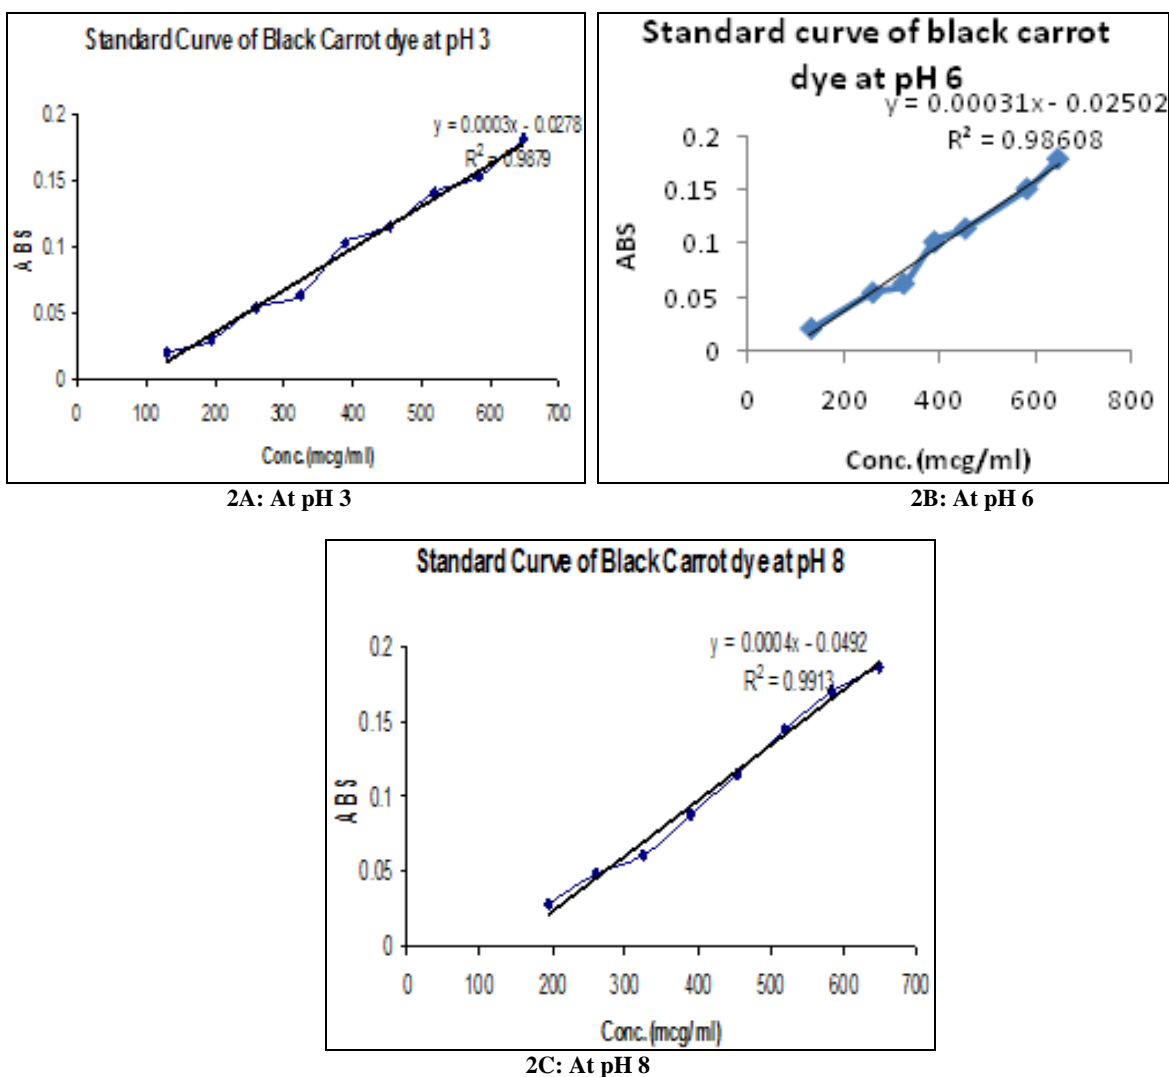 Standard Curve of Black Carrot dye at pH 3
y = 0.0003x - 0.0278
R² = 0.9879
0.2
0.15
0.1
0.05
0
ABS
0 100 200 300 400 500 600 700
Conc.(mcg/ml)
2A: At pH 3
Standard curve of black carrot
dye at pH 6
y = 0.00031x - 0.02502
R² = 0.98608
0.2
0.15
0.1
0.05
0
ABS
0 200 400 600 800
Conc. (mcg/ml)
2B: At pH 6
Standard Curve of Black Carrot dye at pH 8
y = 0.0004x - 0.0492
R² = 0.9913
0.2
0.15
0.1
0.05
0
ABS
0 100 200 300 400 500 600 700
Conc.(mcg/ml)
2C: At pH 8